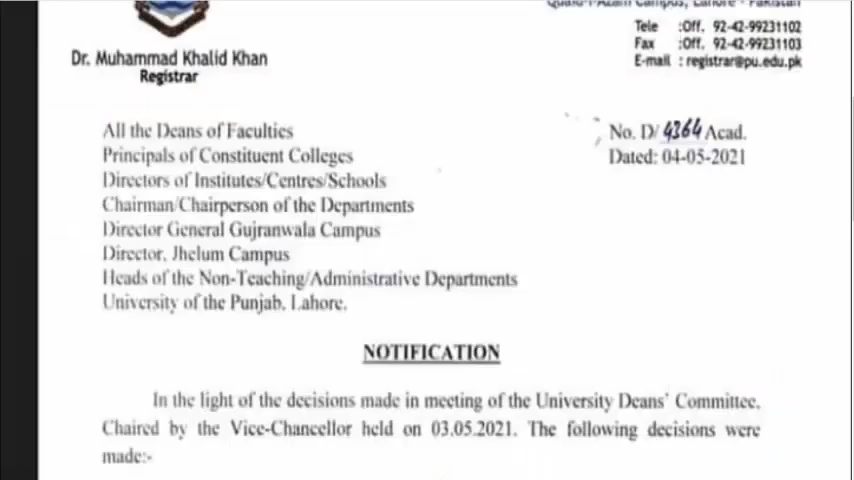 Quaid-i-Azam Campus, Lahore - Pakistan
Tele :Off. 92-42-99231102
Fax :Off. 92-42-99231103
E-mail : registrar@pu.edu.pk
Dr. Muhammad Khalid Khan
Registrar
No. D/4364 Acad.
Dated: 04-05-2021
All the Deans of Faculties
Principals of Constituent Colleges
Directors of Institutes/Centres/Schools
Chairman/Chairperson of the Departments
Director General Gujranwala Campus
Director, Jhelum Campus
Heads of the Non-Teaching/Administrative Departments
University of the Punjab, Lahore.
NOTIFICATION
In the light of the decisions made in meeting of the University Deans' Committee,
Chaired by the Vice-Chancellor held on 03.05.2021. The following decisions were
made:-